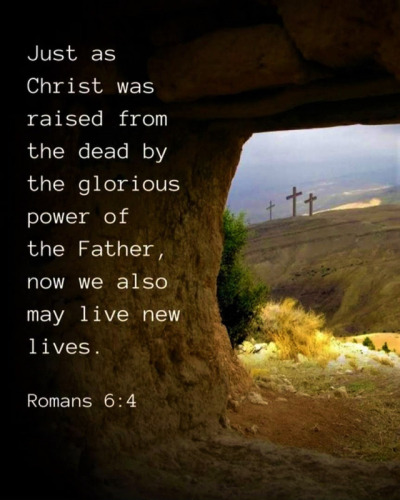 Just as
Christ was
raised from
the dead by
the glorious
power of
the Father,
now we also
may live new
lives.
Romans 6:4